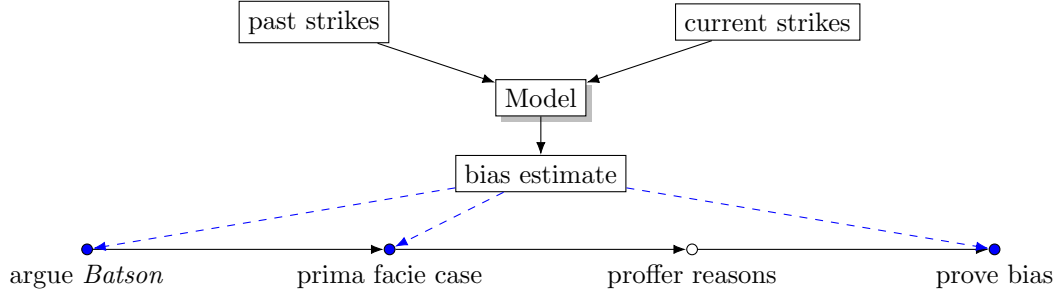 past strikes
current strikes
Model
bias estimate
argue Batson
prima facie case
proffer reasons
prove bias